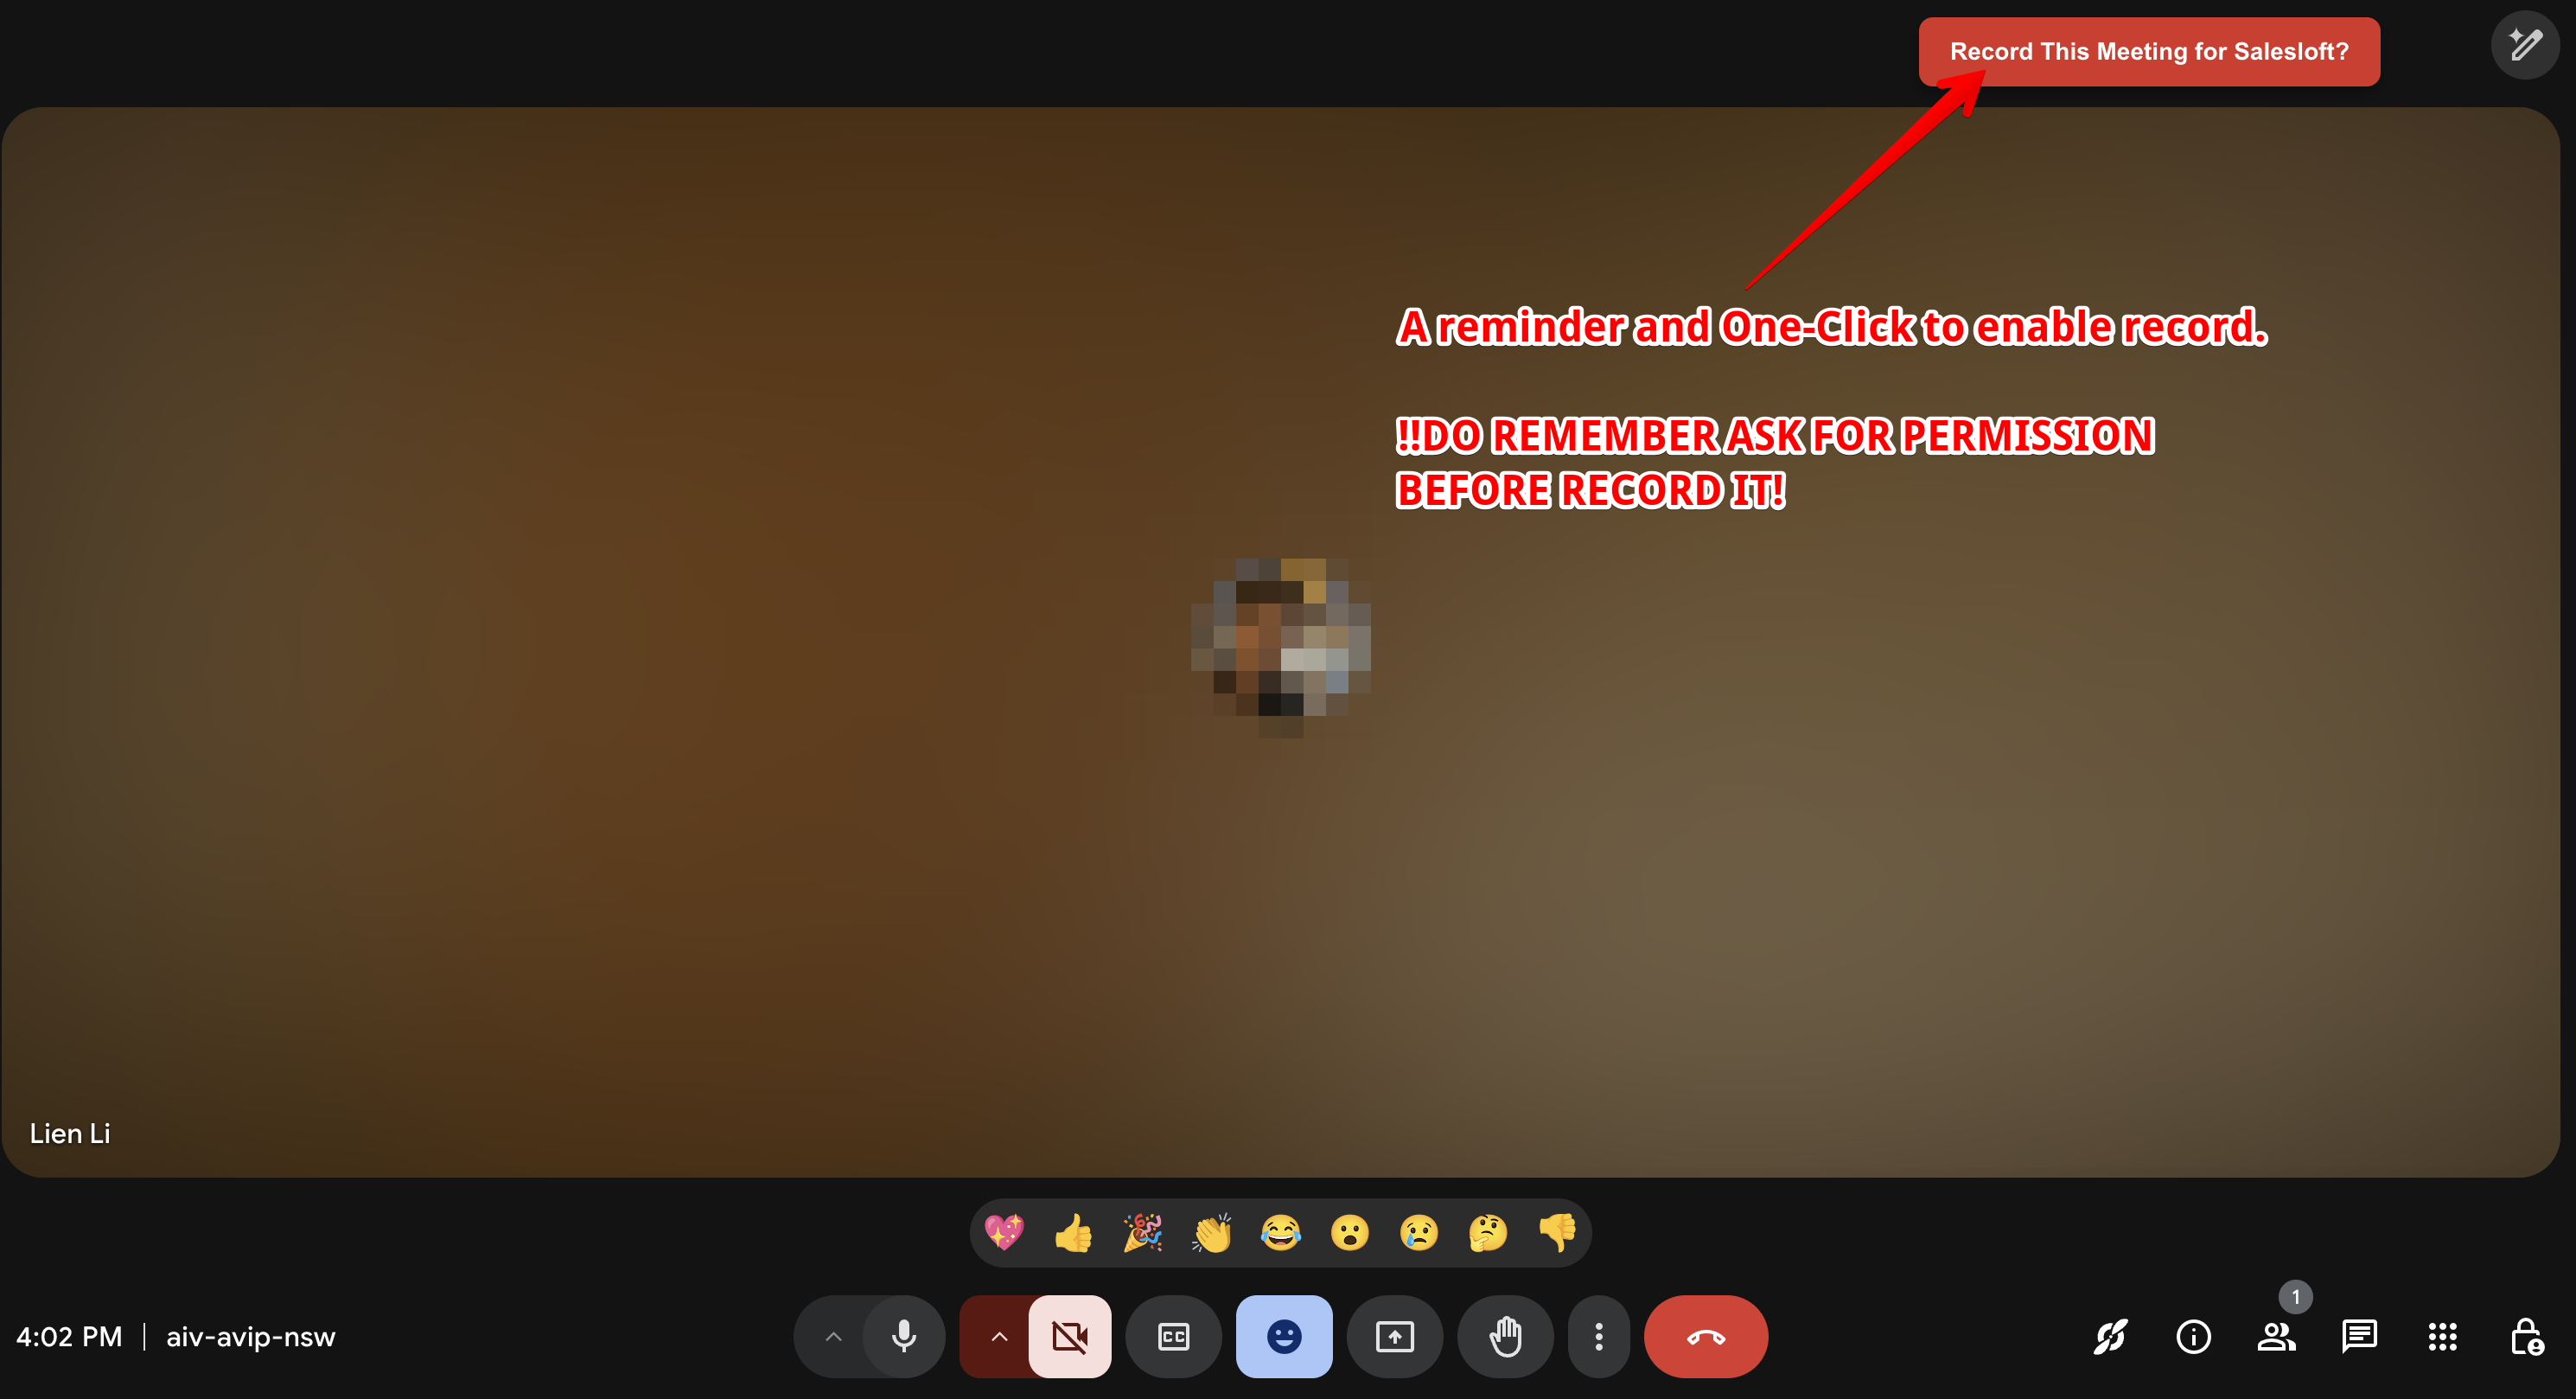 Record This Meeting for Salesloft?
A reminder and One-Click to enable record.
!!DO REMEMBER ASK FOR PERMISSION
BEFORE RECORD IT!
Lien Li
CC
1
4:02 PM | aiv-avip-nsw